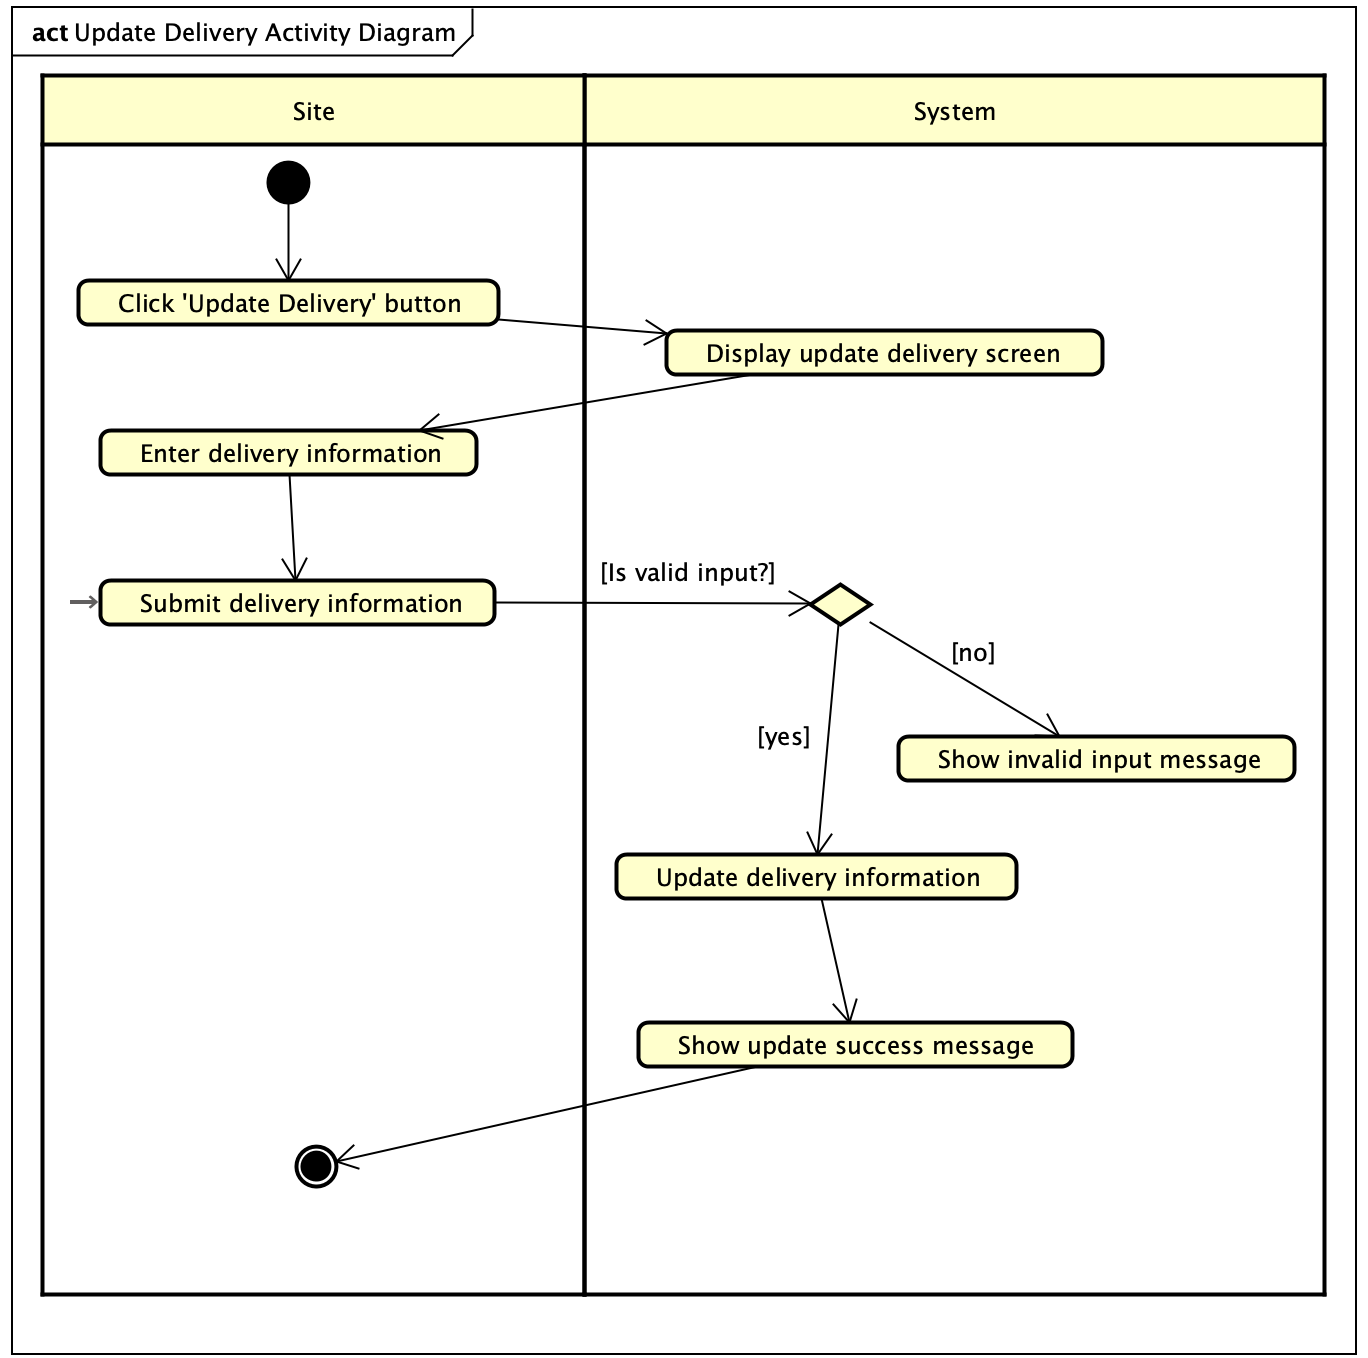 act Update Delivery Activity Diagram
Site
System
Click 'Update Delivery' button
Display update delivery screen
Enter delivery information
[Is valid input?]
Submit delivery information
[no]
[yes]
Show invalid input message
Update delivery information
Show update success message